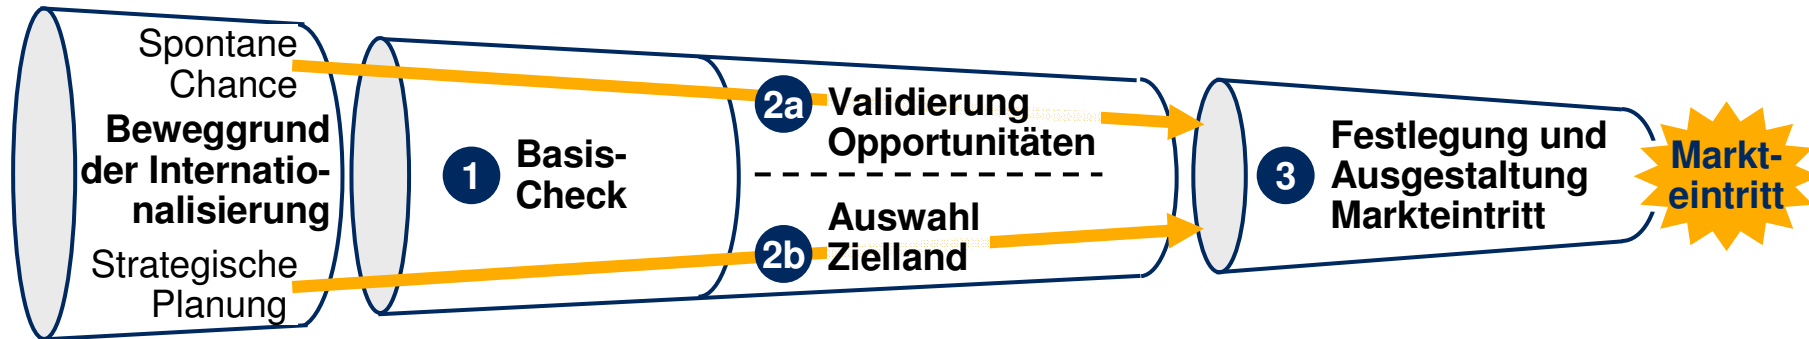 Spontane
Chance
Beweggrund
der Internatio-
nalisierung
Strategische
Planung
1
Basis-
Check
2a
Validierung
Opportunitäten
2b
Auswahl
Zielland
3
Festlegung und
Ausgestaltung
Markteintritt
Markt-
eintritt